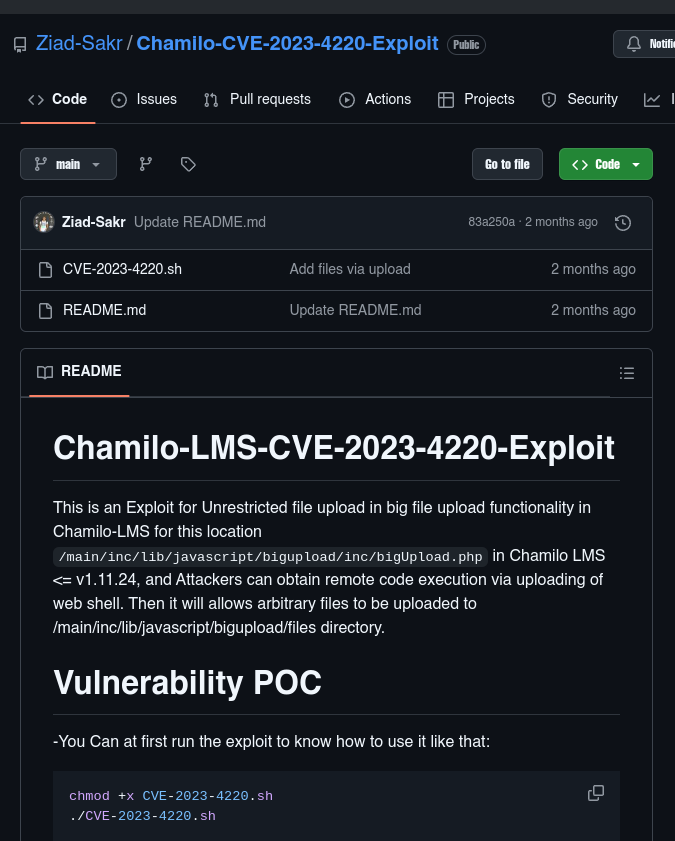 Ziad-Sakr / Chamilo-CVE-2023-4220-Exploit Public
Code Issues Pull requests Actions Projects Security
main Go to file Code
Ziad-Sakr Update README.md 83a250a · 2 months ago
CVE-2023-4220.sh Add files via upload 2 months ago
README.md Update README.md 2 months ago
README
Chamilo-LMS-CVE-2023-4220-Exploit
This is an Exploit for Unrestricted file upload in big file upload functionality in
Chamilo-LMS for this location
/main/inc/lib/javascript/bigupload/inc/bigUpload.php in Chamilo LMS
<= v1.11.24, and Attackers can obtain remote code execution via uploading of
web shell. Then it will allows arbitrary files to be uploaded to
/main/inc/lib/javascript/bigupload/files directory.
Vulnerability POC
-You Can at first run the exploit to know how to use it like that:
chmod +x CVE-2023-4220.sh
./CVE-2023-4220.sh